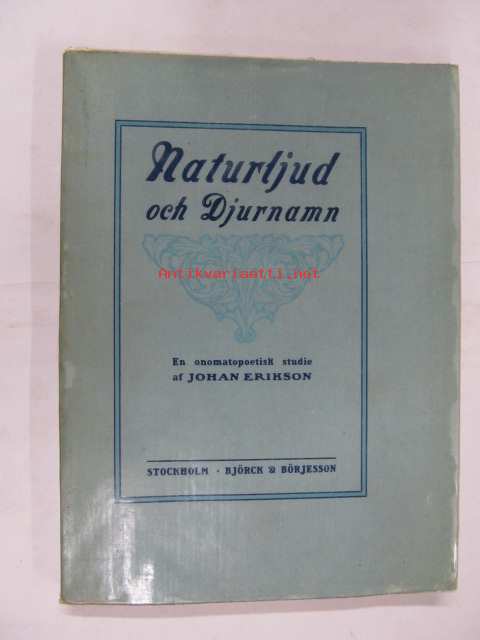 Naturljud
och Djurnamn
Antikvariaatti.net
En onomatopoetisk studie
af JOHAN ERIKSON
STOCKHOLM · BJÖRCK & BÖRJESSON